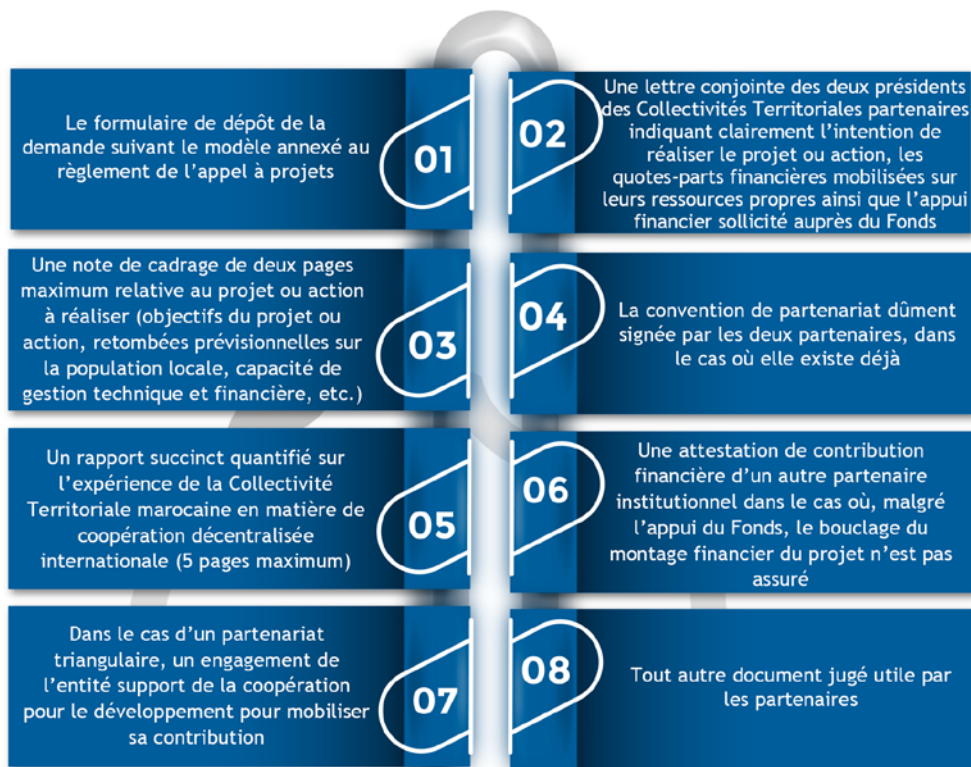 Le formulaire de dépôt de la
demande suivant le modèle annexé au
règlement de l'appel à projets
01
02
Une lettre conjointe des deux présidents
des Collectivités Territoriales partenaires
indiquant clairement l'intention de
réaliser le projet ou action, les
quotes-parts financières mobilisées sur
leurs ressources propres ainsi que l'appui
financier sollicité auprès du Fonds
Une note de cadrage de deux pages
maximum relative au projet ou action
à réaliser (objectifs du projet ou
action, retombées prévisionnelles sur
la population locale, capacité de
gestion technique et financière, etc.)
03
04
La convention de partenariat dûment
signée par les deux partenaires, dans
le cas où elle existe déjà
Un rapport succinct quantifié sur
l'expérience de la Collectivité
Territoriale marocaine en matière de
coopération décentralisée
internationale (5 pages maximum)
05
06
Une attestation de contribution
financière d'un autre partenaire
institutionnel dans le cas où, malgré
l'appui du Fonds, le bouclage du
montage financier du projet n'est pas
assuré
Dans le cas d'un partenariat
triangulaire, un engagement de
l'entité support de la coopération
pour le développement pour mobiliser
sa contribution
07
08
Tout autre document jugé utile par
les partenaires